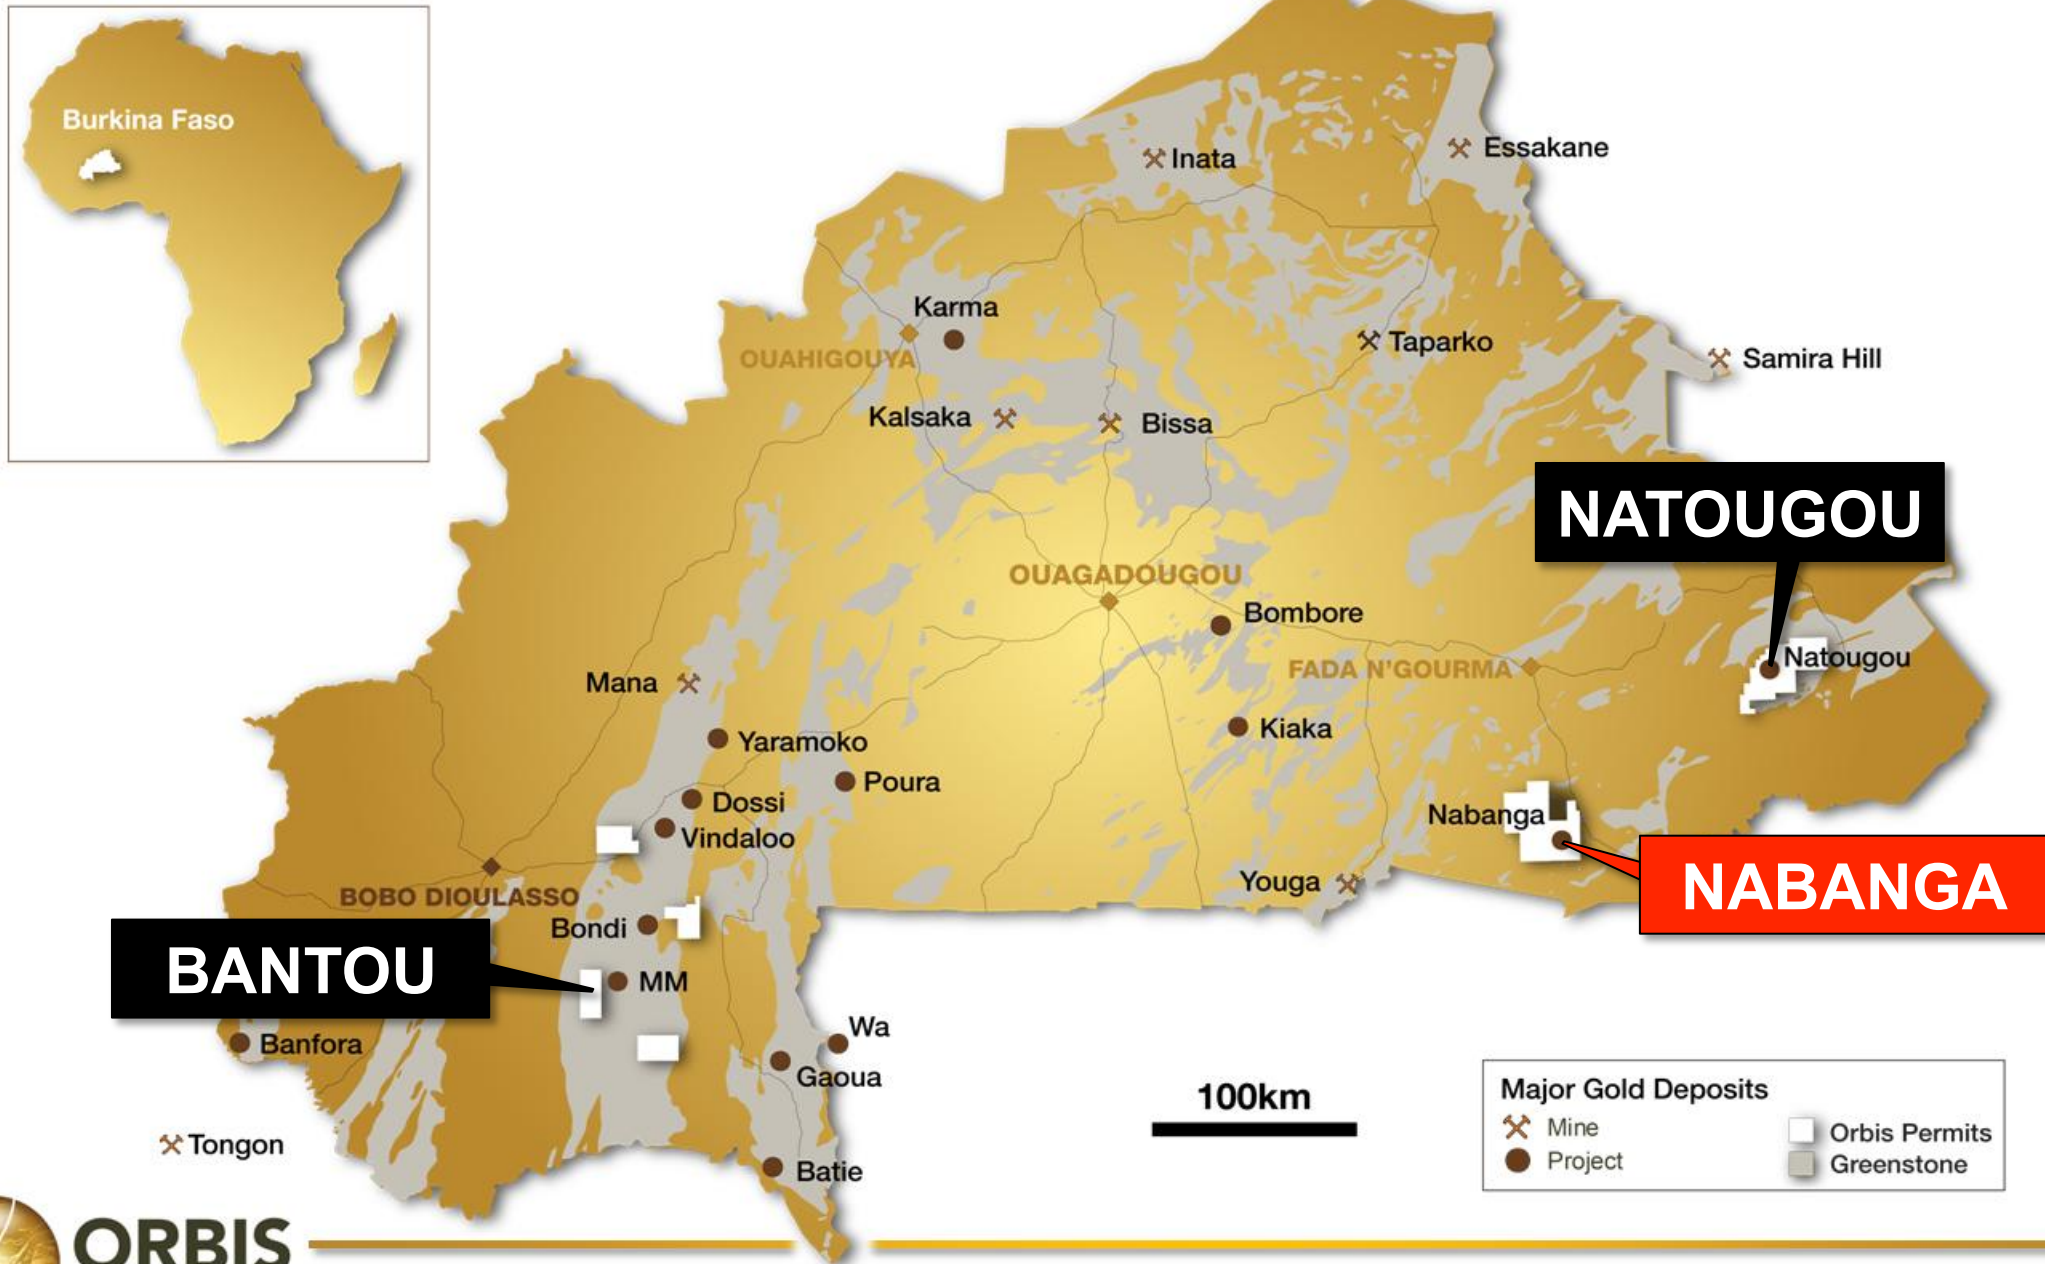 Burkina Faso
Inata
Essakane
Karma
OUAHIGOUYA
Taparko
Samira Hill
Kalsaka
Bissa
NATOUGOU
OUAGADOUGOU
Bombore
FADA N'GOURMA
Natougou
Mana
Yaramoko
Kiaka
Poura
Dossi
Vindaloo
Nabanga
NABANGA
BOBO DIOULASSO
Youga
Bondi
BANTOU
MM
Wa
Banfora
Gaoua
Tongon
Batie
100km
Major Gold Deposits
Mine
Project
Orbis Permits
Greenstone
ORBIS